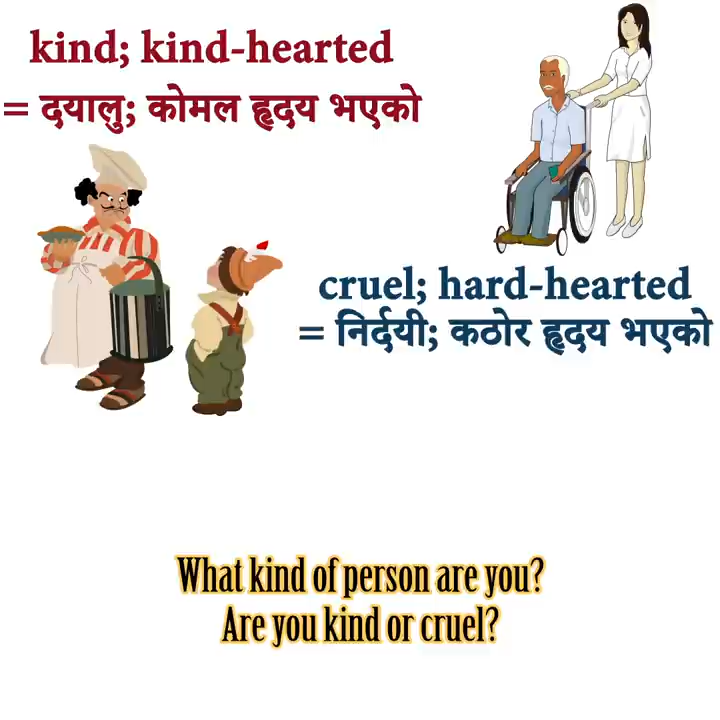 kind; kind-hearted
= दयालु; कोमल हृदय भएको
cruel; hard-hearted
= निर्दयी; कठोर हृदय भएको
What kind of person are you?
Are you kind or cruel?